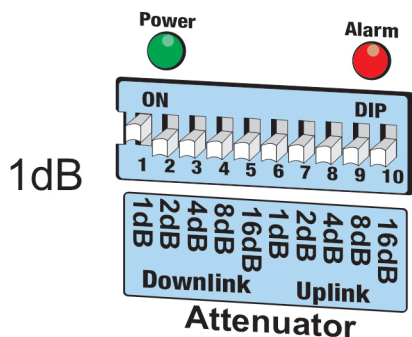 Power Alarm
ON DIP
1 2 3 4 5 6 7 8 9 10
1dB
1dB 2dB 4dB 8dB 16dB 1dB 2dB 4dB 8dB 16dB
Downlink Uplink
Attenuator